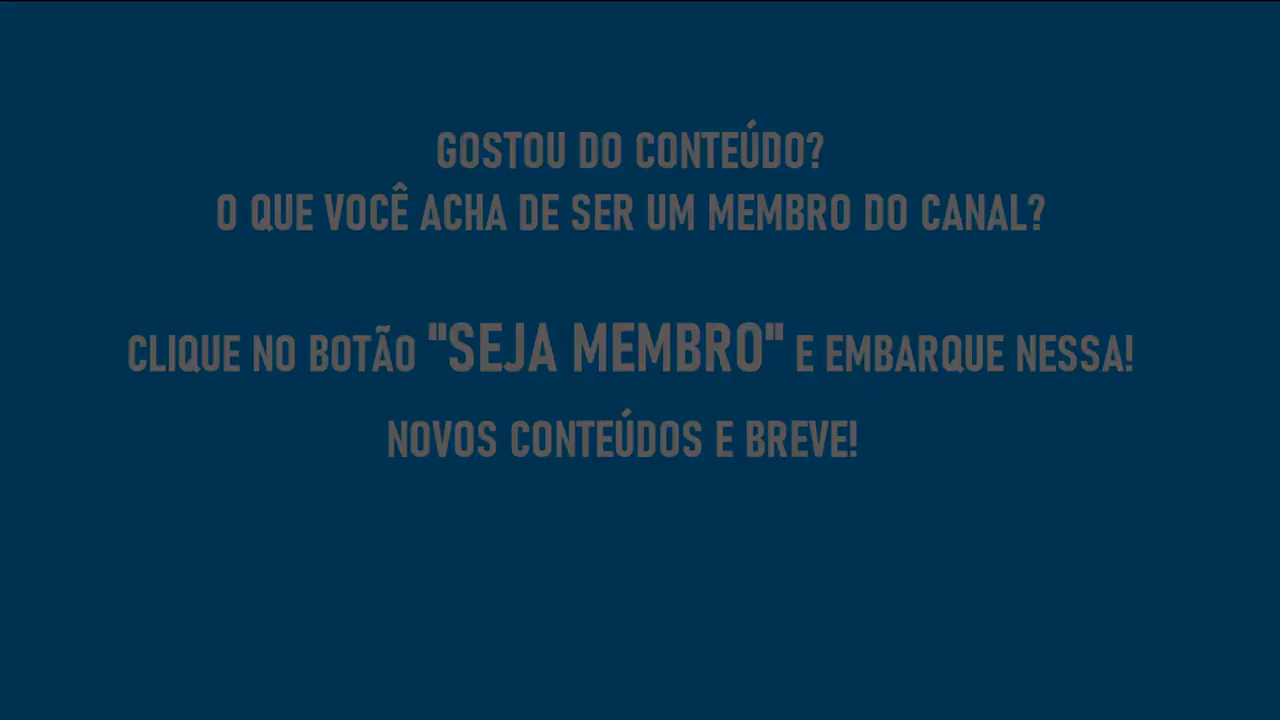 GOSTOU DO CONTEÚDO?
O QUE VOCÊ ACHA DE SER UM MEMBRO DO CANAL?
CLIQUE NO BOTÃO "SEJA MEMBRO" E EMBARQUE NESSA!
NOVOS CONTEÚDOS E BREVE!